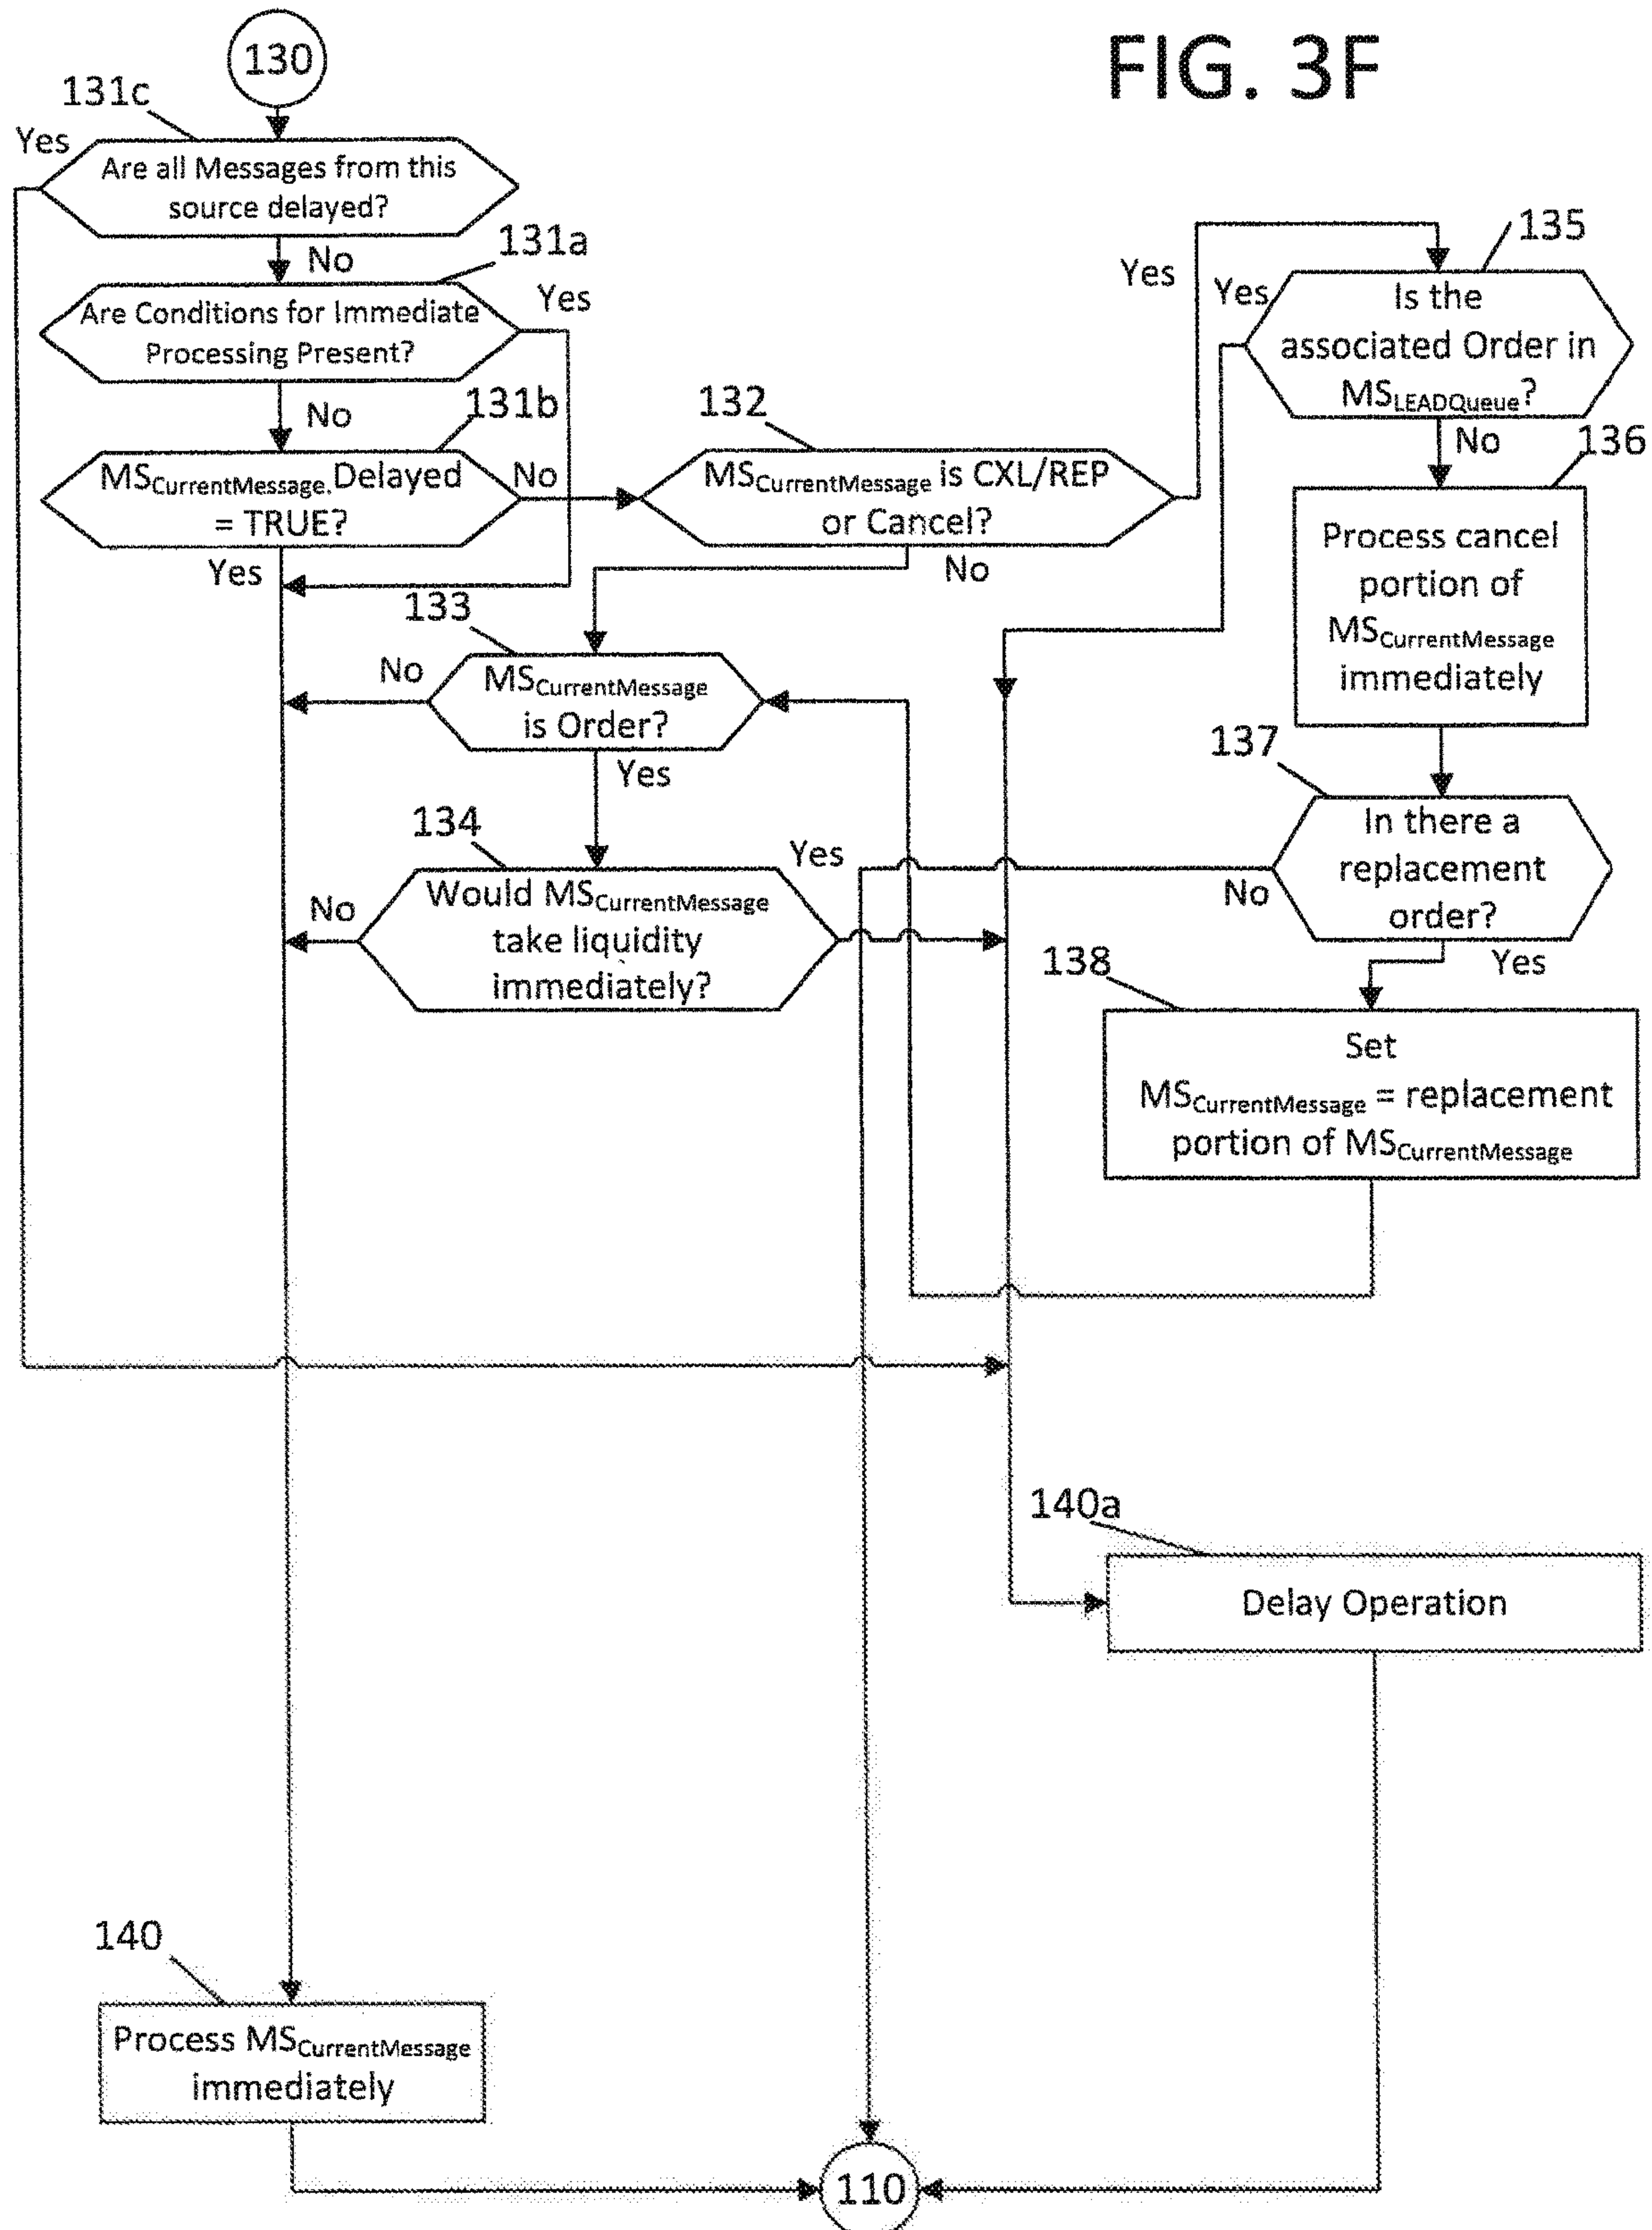 FIG. 3F
130
131c
Yes
Are all Messages from this
source delayed?
No
131a
Are Conditions for Immediate
Processing Present?
Yes
No
131b
MSCurrentMessage.Delayed
= TRUE?
No
Yes
132
MSCurrentMessage is CXL/REP
or Cancel?
Yes
No
133
MSCurrentMessage
is Order?
No
Yes
134
Would MSCurrentMessage
take liquidity
immediately?
No
Yes
135
Is the
associated Order in
MSLEADQueue?
Yes
No
136
Process cancel
portion of
MSCurrentMessage
immediately
137
In there a
replacement
order?
No
Yes
138
Set
MSCurrentMessage = replacement
portion of MSCurrentMessage
140a
Delay Operation
140
Process MSCurrentMessage
immediately
110